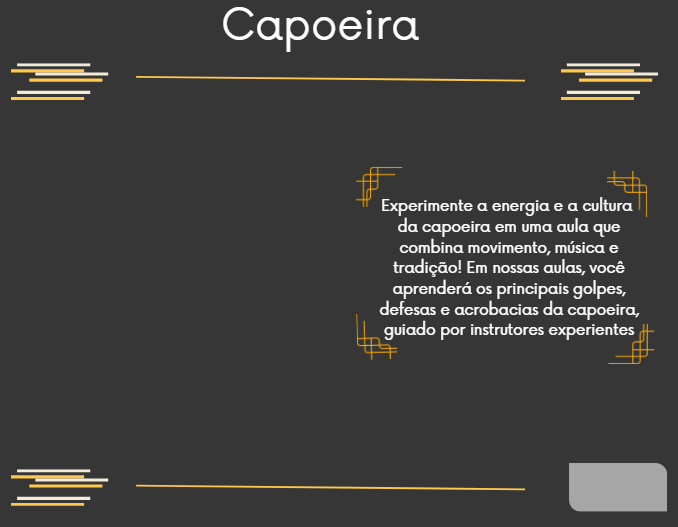 Capoeira
Experimente a energia e a cultura
da capoeira em uma aula que
combina movimento, música e
tradição! Em nossas aulas, você
aprenderá os principais golpes,
defesas e acrobacias da capoeira,
guiado por instrutores experientes